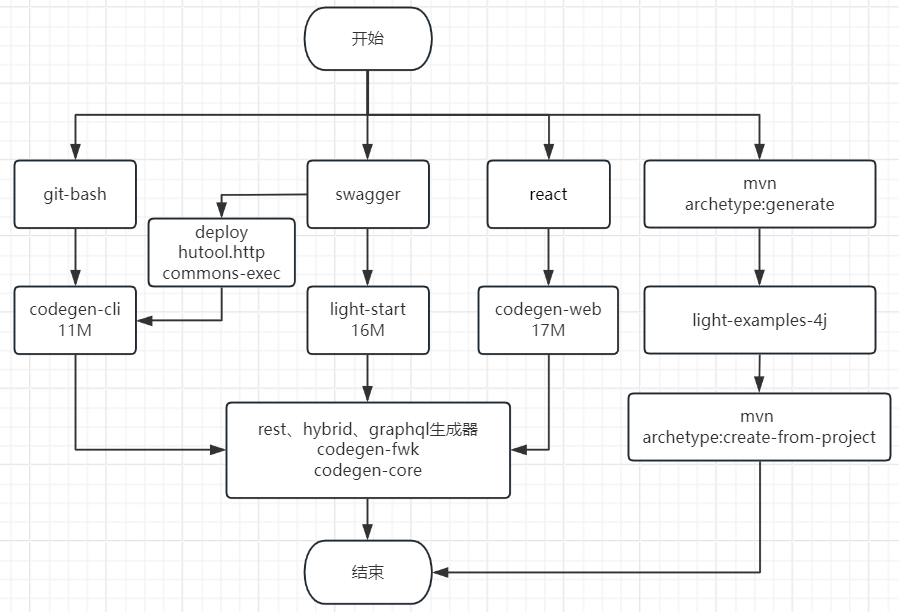 开始
git-bash
swagger
react
mvn
archetype:generate
deploy
hutool.http
commons-exec
codegen-cli
11M
light-start
16M
codegen-web
17M
light-examples-4j
rest、hybrid、graphql生成器
codegen-fwk
codegen-core
mvn
archetype:create-from-project
结束